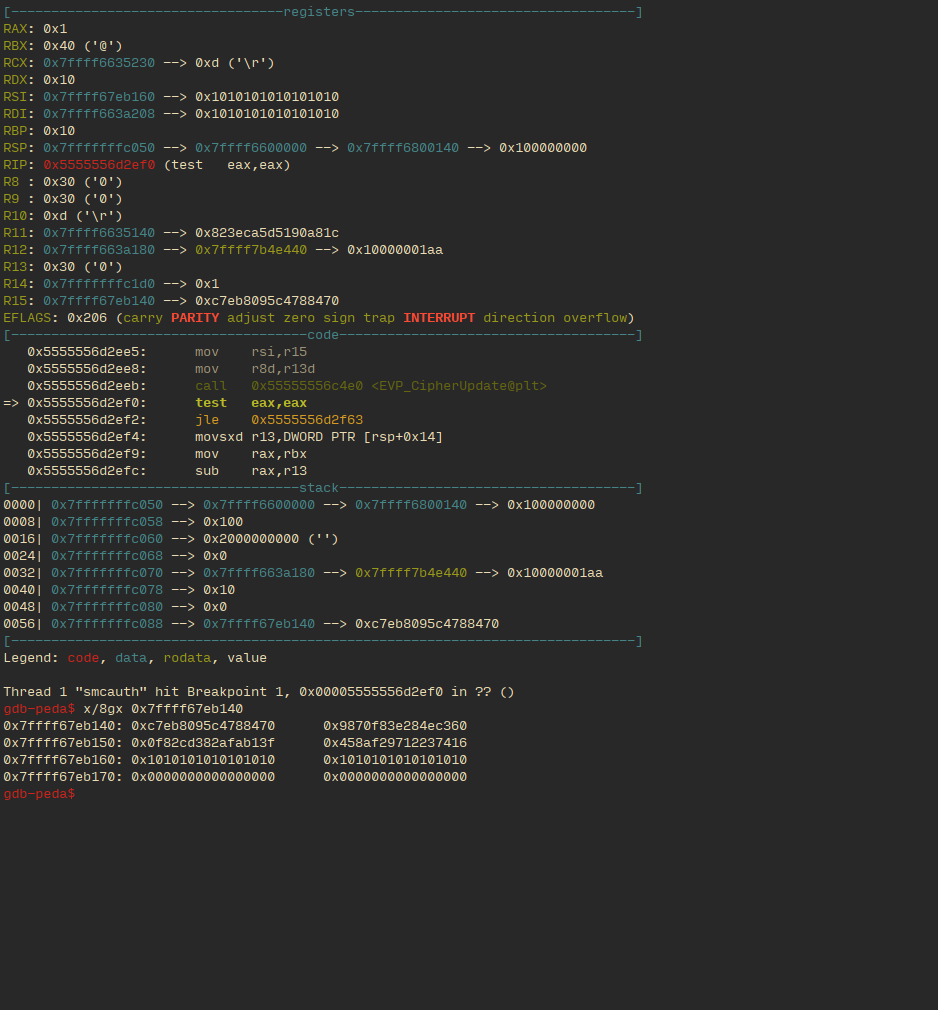 [----------------------------------registers-----------------------------------]
RAX: 0x1
RBX: 0x40 ('@')
RCX: 0x7ffff6635230 --> 0xd ('\r')
RDX: 0x10
RSI: 0x7ffff67eb160 --> 0x1010101010101010
RDI: 0x7ffff663a208 --> 0x1010101010101010
RBP: 0x10
RSP: 0x7fffffffc050 --> 0x7ffff6600000 --> 0x7ffff6800140 --> 0x100000000
RIP: 0x5555556d2ef0 (test   eax,eax)
R8 : 0x30 ('0')
R9 : 0x30 ('0')
R10: 0xd ('\r')
R11: 0x7ffff6635140 --> 0x823eca5d5190a81c
R12: 0x7ffff663a180 --> 0x7ffff7b4e440 --> 0x10000001aa
R13: 0x30 ('0')
R14: 0x7fffffffc1d0 --> 0x1
R15: 0x7ffff67eb140 --> 0xc7eb8095c4788470
EFLAGS: 0x206 (carry PARITY adjust zero sign trap INTERRUPT direction overflow)
[-------------------------------------code-------------------------------------]
   0x5555556d2ee5:      mov    rsi,r15
   0x5555556d2ee8:      mov    r8d,r13d
   0x5555556d2eeb:      call   0x55555556c4e0 <EVP_CipherUpdate@plt>
=> 0x5555556d2ef0:      test   eax,eax
   0x5555556d2ef2:      jle    0x5555556d2f63
   0x5555556d2ef4:      movsxd r13,DWORD PTR [rsp+0x14]
   0x5555556d2ef9:      mov    rax,rbx
   0x5555556d2efc:      sub    rax,r13
[------------------------------------stack-------------------------------------]
0000| 0x7fffffffc050 --> 0x7ffff6600000 --> 0x7ffff6800140 --> 0x100000000
0008| 0x7fffffffc058 --> 0x100
0016| 0x7fffffffc060 --> 0x2000000000 ('')
0024| 0x7fffffffc068 --> 0x0
0032| 0x7fffffffc070 --> 0x7ffff663a180 --> 0x7ffff7b4e440 --> 0x10000001aa
0040| 0x7fffffffc078 --> 0x10
0048| 0x7fffffffc080 --> 0x0
0056| 0x7fffffffc088 --> 0x7ffff67eb140 --> 0xc7eb8095c4788470
[------------------------------------------------------------------------------]
Legend: code, data, rodata, value
Thread 1 "smcauth" hit Breakpoint 1, 0x00005555556d2ef0 in ?? ()
gdb-peda$ x/8gx 0x7ffff67eb140
0x7ffff67eb140: 0xc7eb8095c4788470      0x9870f83e284ec360
0x7ffff67eb150: 0x0f82cd382afab13f      0x458af29712237416
0x7ffff67eb160: 0x1010101010101010      0x1010101010101010
0x7ffff67eb170: 0x0000000000000000      0x0000000000000000
gdb-peda$